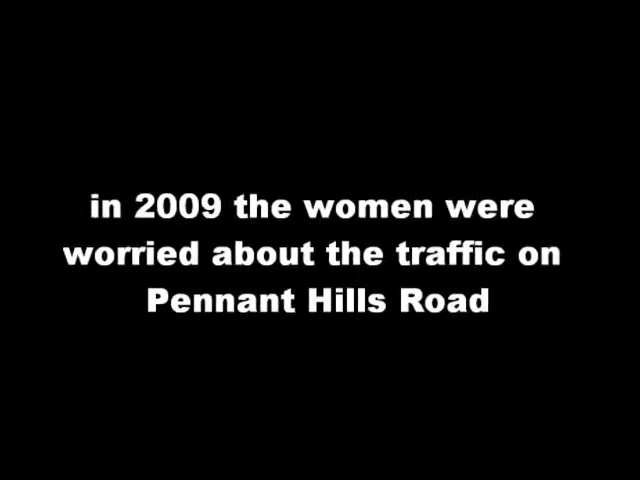 in 2009 the women were
worried about the traffic on
Pennant Hills Road